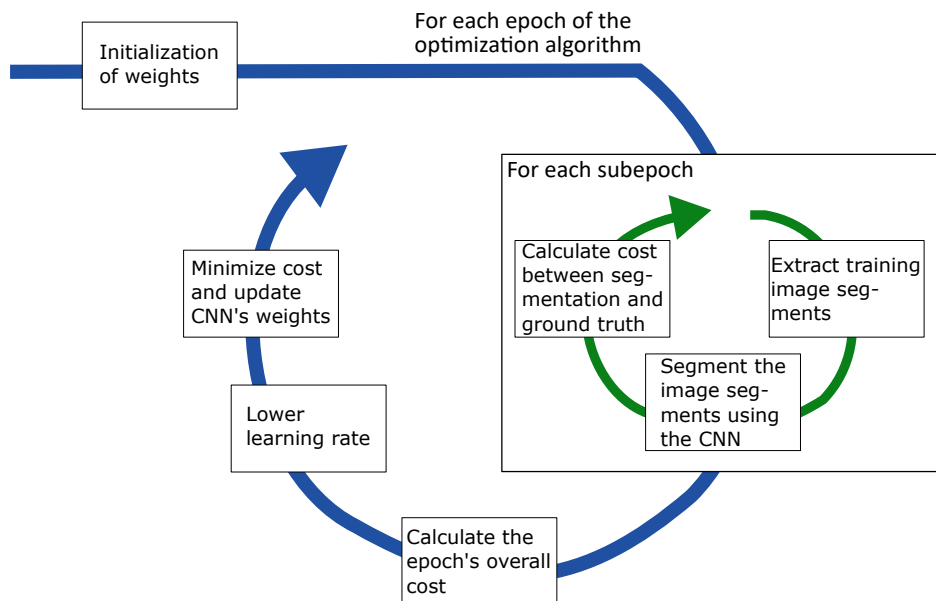 Initialization
of weights
For each epoch of the
optimization algorithm
For each subepoch
Extract training
image seg-
ments
Segment the
image seg-
ments using
the CNN
Calculate cost
between seg-
mentation and
ground truth
Calculate the
epoch's overall
cost
Lower
learning rate
Minimize cost
and update
CNN's weights